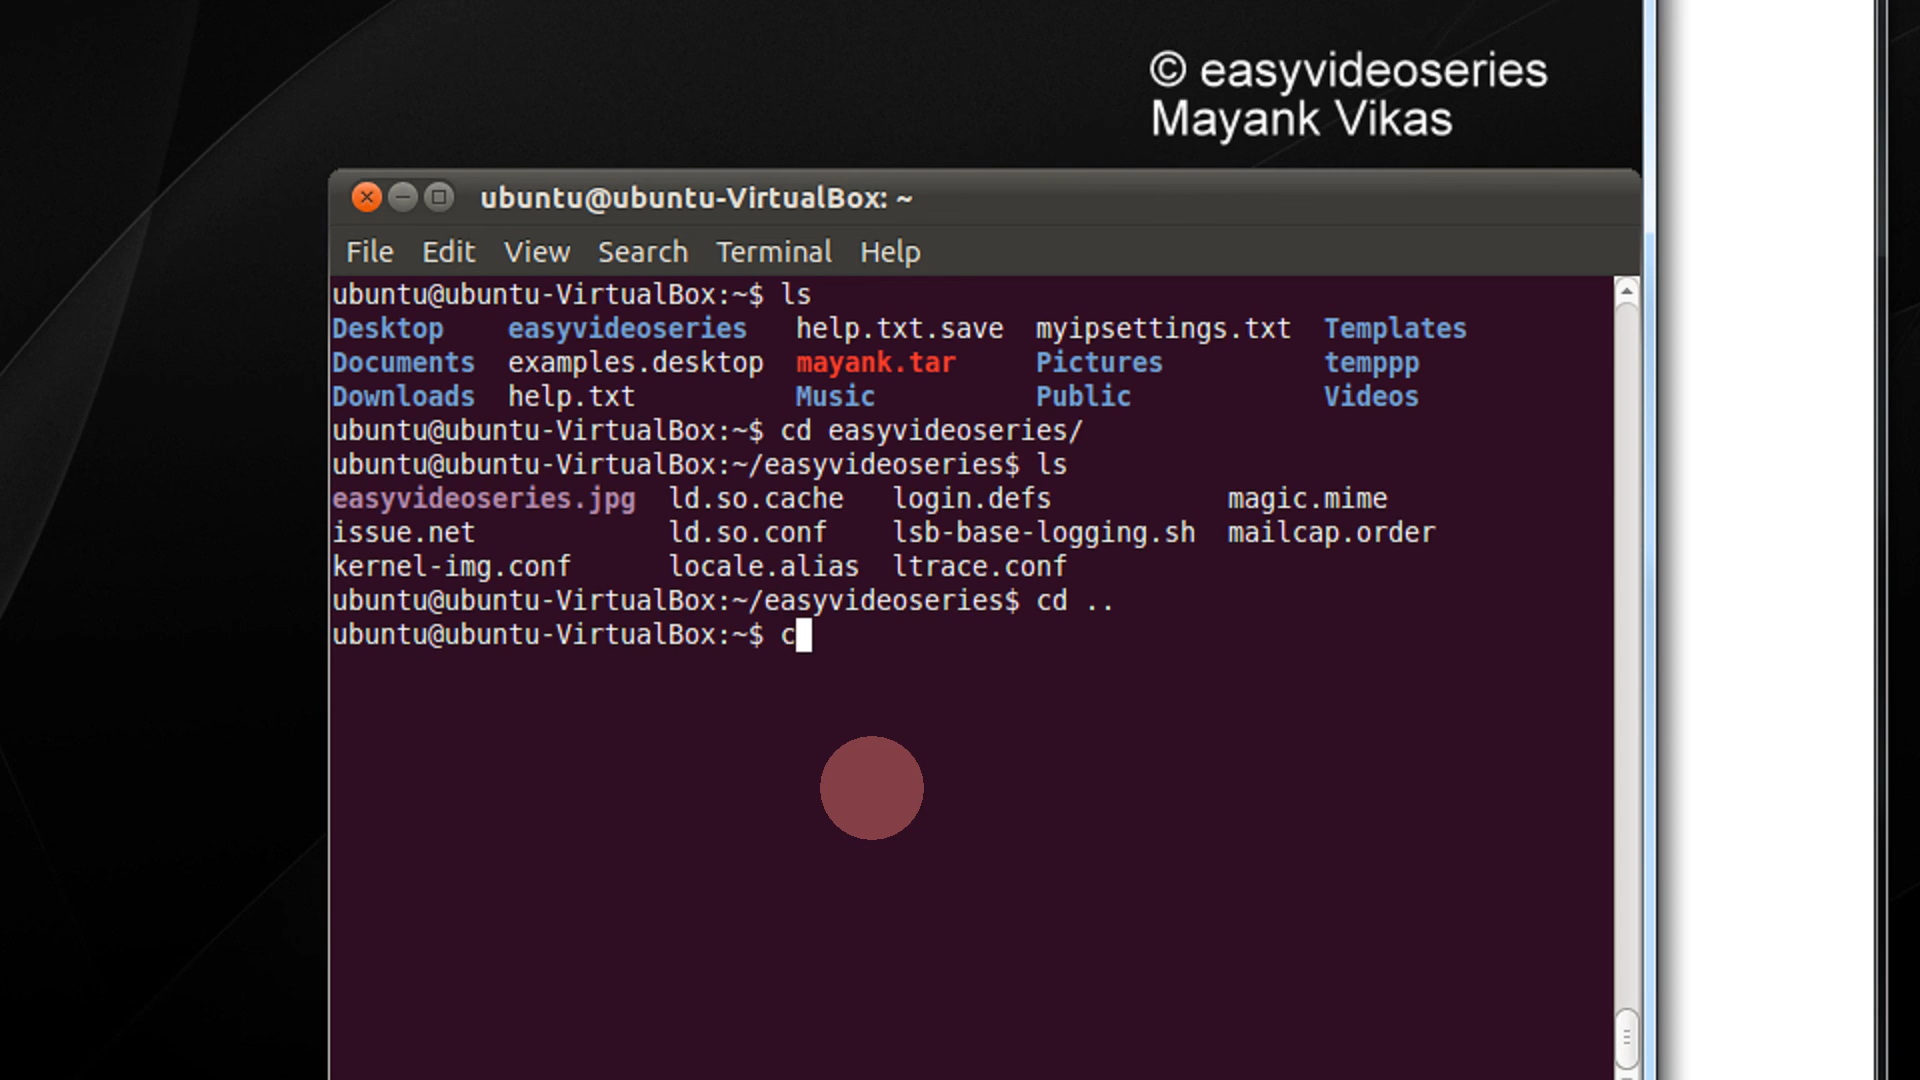 © easyvideoseries
Mayank Vikas
ubuntu@ubuntu-VirtualBox: ~
File Edit View Search Terminal Help
ubuntu@ubuntu-VirtualBox:~$ ls
Desktop easyvideoseries help.txt.save myipsettings.txt Templates
Documents examples.desktop mayank.tar Pictures temppp
Downloads help.txt Music Public Videos
ubuntu@ubuntu-VirtualBox:~$ cd easyvideoseries/
ubuntu@ubuntu-VirtualBox:~/easyvideoseries$ ls
easyvideoseries.jpg ld.so.cache login.defs magic.mime
issue.net ld.so.conf lsb-base-logging.sh mailcap.order
kernel-img.conf locale.alias ltrace.conf
ubuntu@ubuntu-VirtualBox:~/easyvideoseries$ cd ..
ubuntu@ubuntu-VirtualBox:~$ c